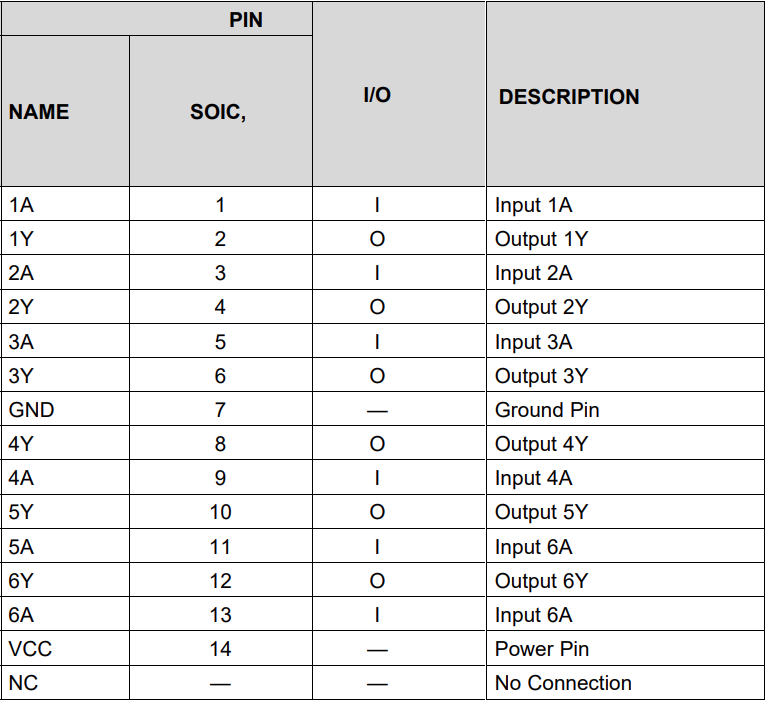 PIN
NAME SOIC, I/O DESCRIPTION
1A 1 I Input 1A
1Y 2 O Output 1Y
2A 3 I Input 2A
2Y 4 O Output 2Y
3A 5 I Input 3A
3Y 6 O Output 3Y
GND 7 — Ground Pin
4Y 8 O Output 4Y
4A 9 I Input 4A
5Y 10 O Output 5Y
5A 11 I Input 6A
6Y 12 O Output 6Y
6A 13 I Input 6A
VCC 14 — Power Pin
NC — — No Connection